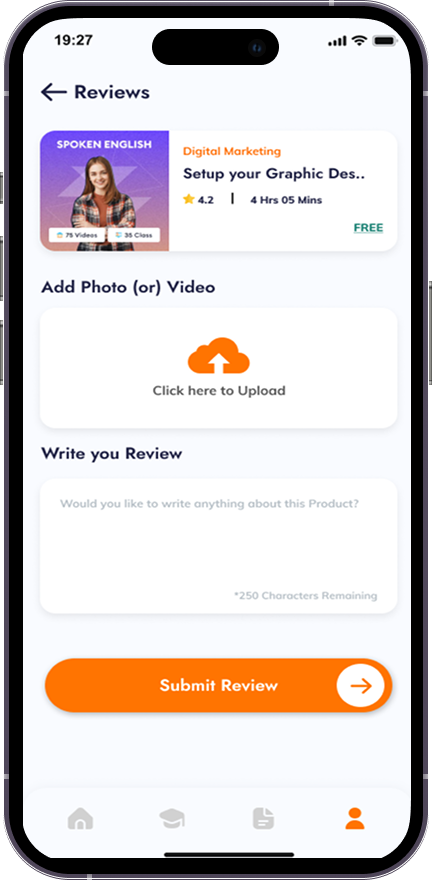 19:27
Reviews
SPOKEN ENGLISH
75 Videos
35 Class
Digital Marketing
Setup your Graphic Des..
4.2 | 4 Hrs 05 Mins
FREE
Add Photo (or) Video
Click here to Upload
Write you Review
Would you like to write anything about this Product?
*250 Characters Remaining
Submit Review